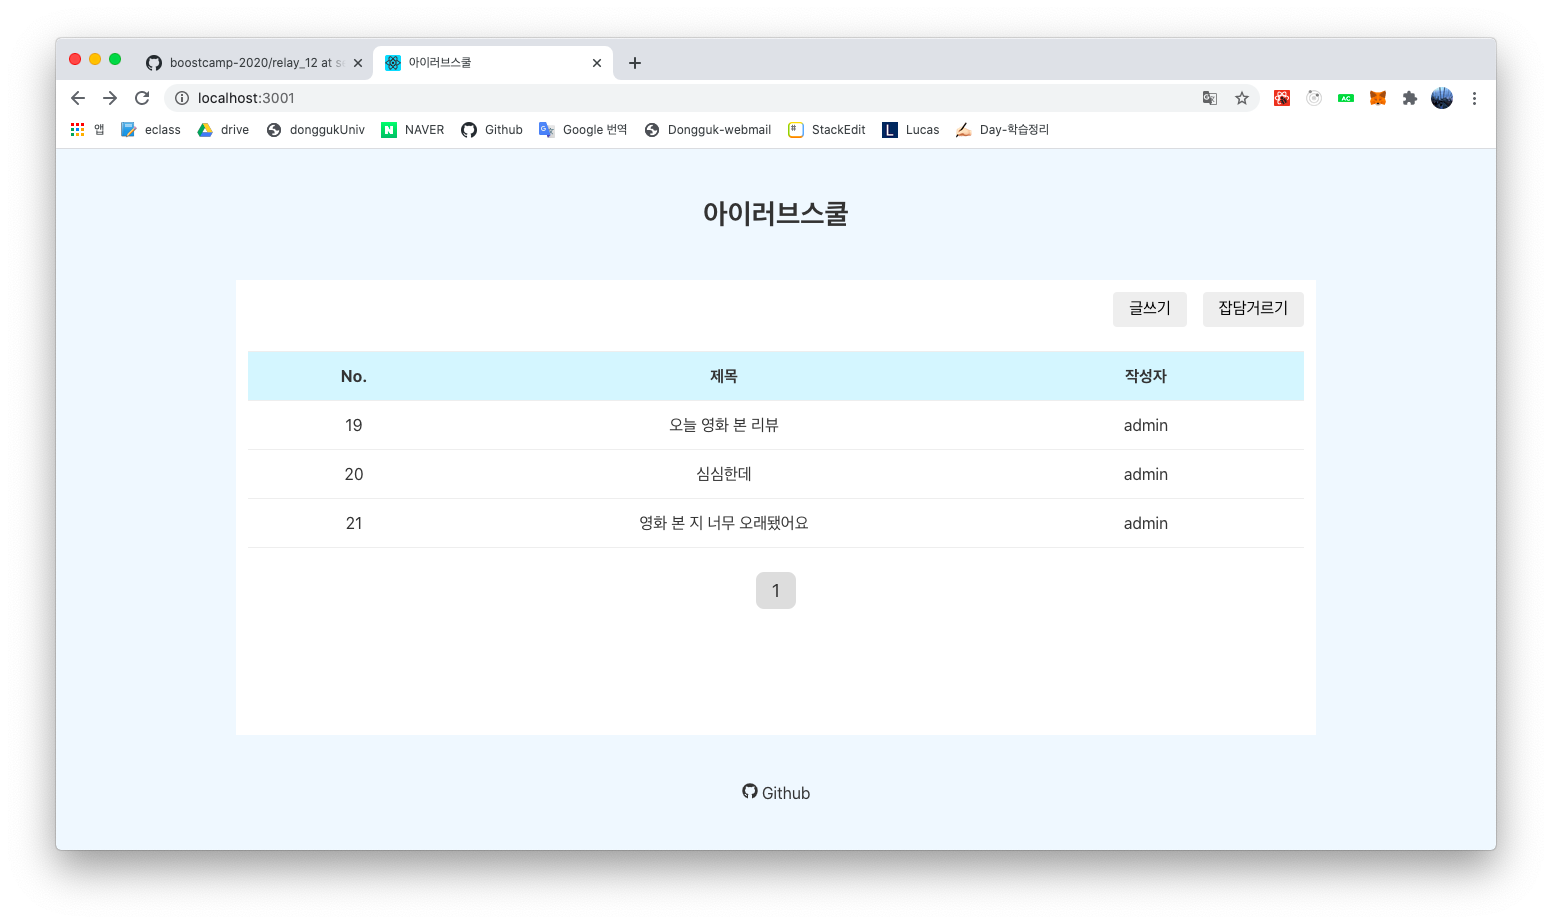 boostcamp-2020/relay_12 at se
아이러브스쿨
localhost:3001
앱 eclass drive donggukUniv NAVER Github Google 번역 Dongguk-webmail StackEdit Lucas Day-학습정리
아이러브스쿨
글쓰기 잡담거르기
No. 제목 작성자
19 오늘 영화 본 리뷰 admin
20 심심한데 admin
21 영화 본 지 너무 오래됐어요 admin
1
Github